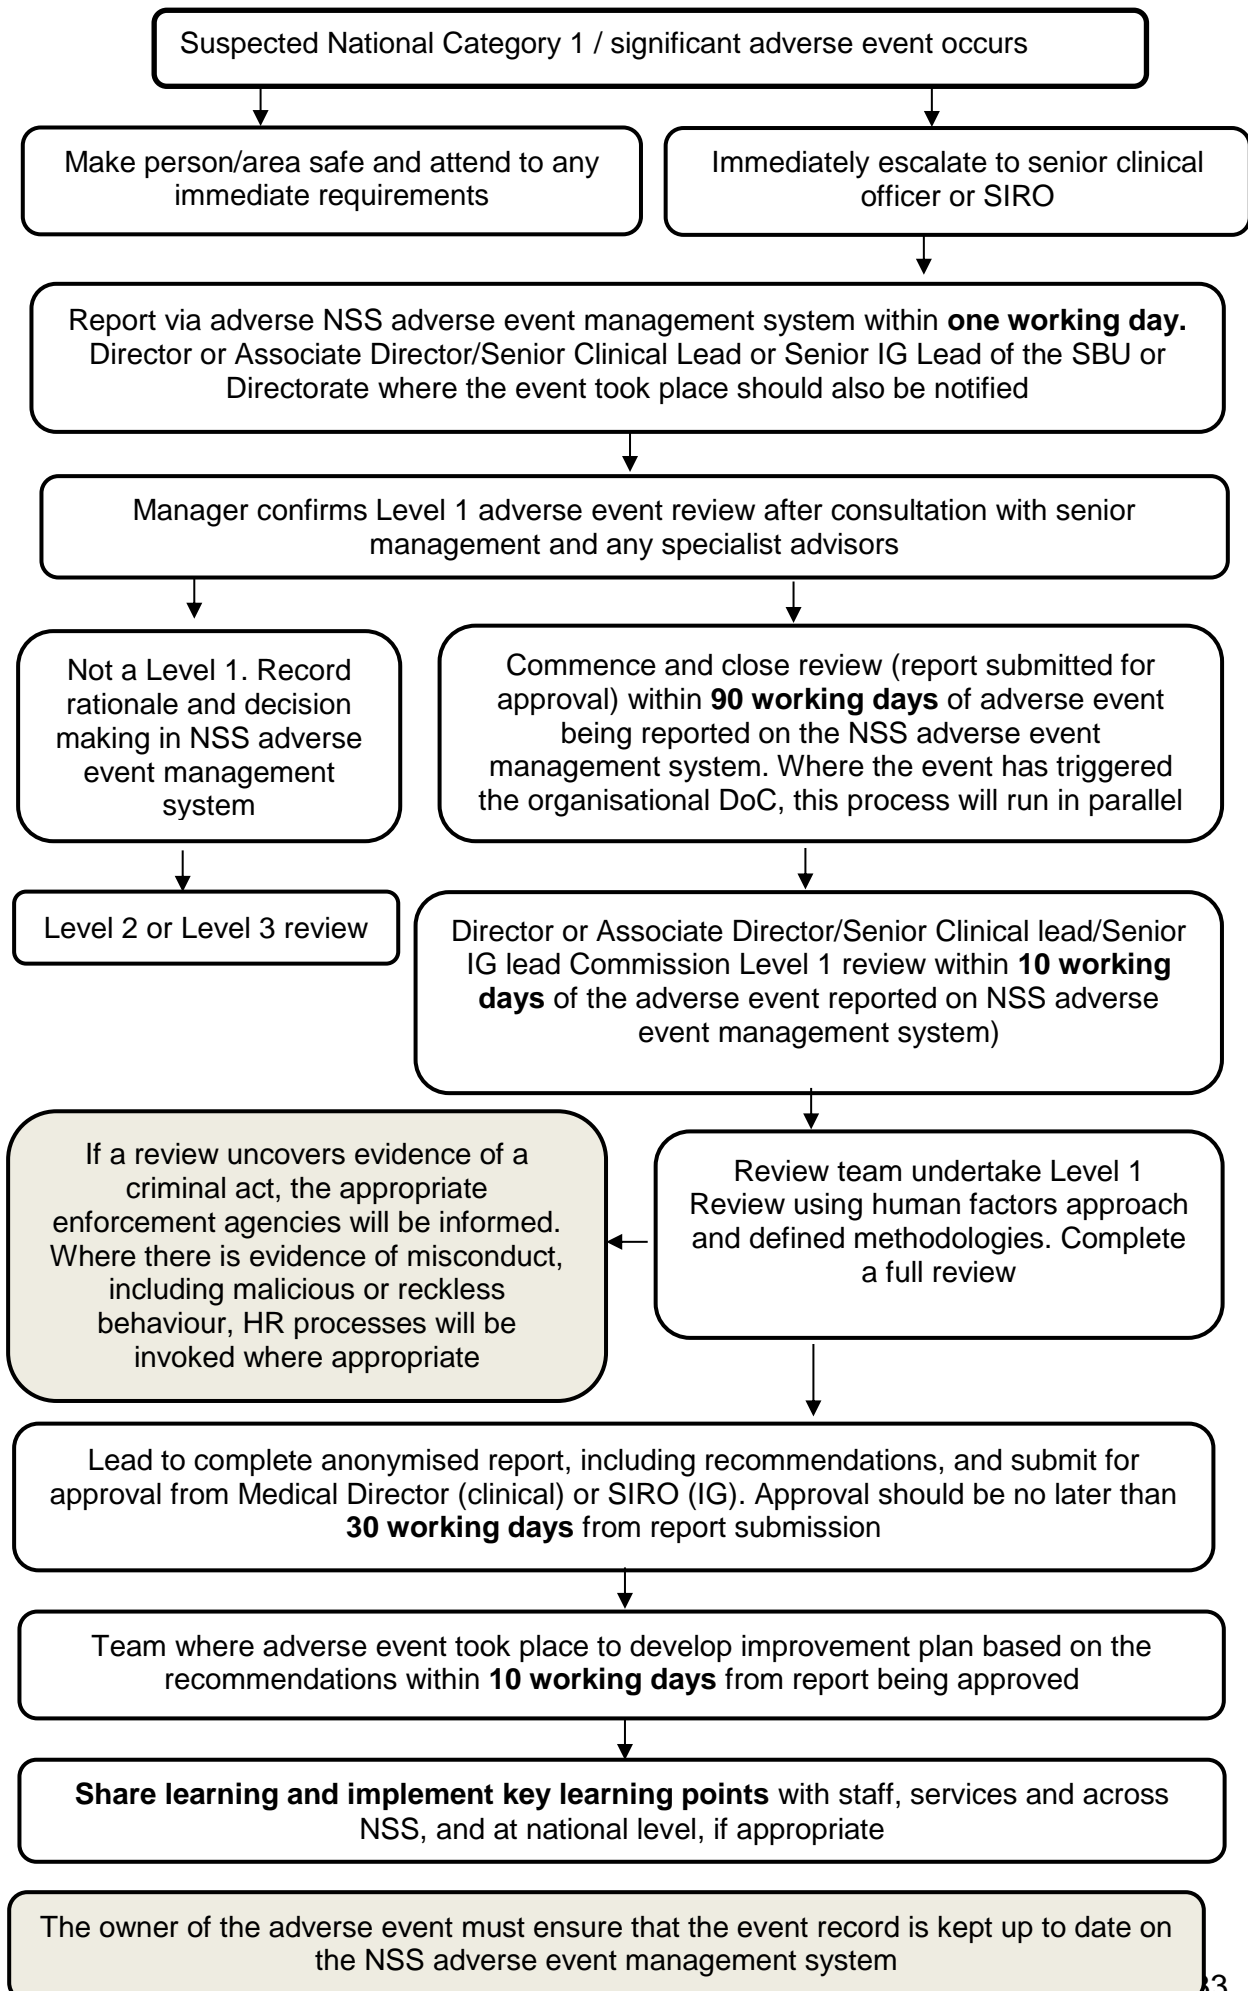 Suspected National Category 1 / significant adverse event occurs
Make person/area safe and attend to any
immediate requirements
Immediately escalate to senior clinical
officer or SIRO
Report via adverse NSS adverse event management system within one working day.
Director or Associate Director/Senior Clinical Lead or Senior IG Lead of the SBU or
Directorate where the event took place should also be notified
Manager confirms Level 1 adverse event review after consultation with senior
management and any specialist advisors
Not a Level 1. Record
rationale and decision
making in NSS adverse
event management
system
Commence and close review (report submitted for
approval) within 90 working days of adverse event
being reported on the NSS adverse event
management system. Where the event has triggered
the organisational DoC, this process will run in parallel
Level 2 or Level 3 review
Director or Associate Director/Senior Clinical lead/Senior
IG lead Commission Level 1 review within 10 working
days of the adverse event reported on NSS adverse
event management system)
If a review uncovers evidence of a
criminal act, the appropriate
enforcement agencies will be informed.
Where there is evidence of misconduct,
including malicious or reckless
behaviour, HR processes will be
invoked where appropriate
Review team undertake Level 1
Review using human factors approach
and defined methodologies. Complete
a full review
Lead to complete anonymised report, including recommendations, and submit for
approval from Medical Director (clinical) or SIRO (IG). Approval should be no later than
30 working days from report submission
Team where adverse event took place to develop improvement plan based on the
recommendations within 10 working days from report being approved
Share learning and implement key learning points with staff, services and across
NSS, and at national level, if appropriate
The owner of the adverse event must ensure that the event record is kept up to date on
the NSS adverse event management system